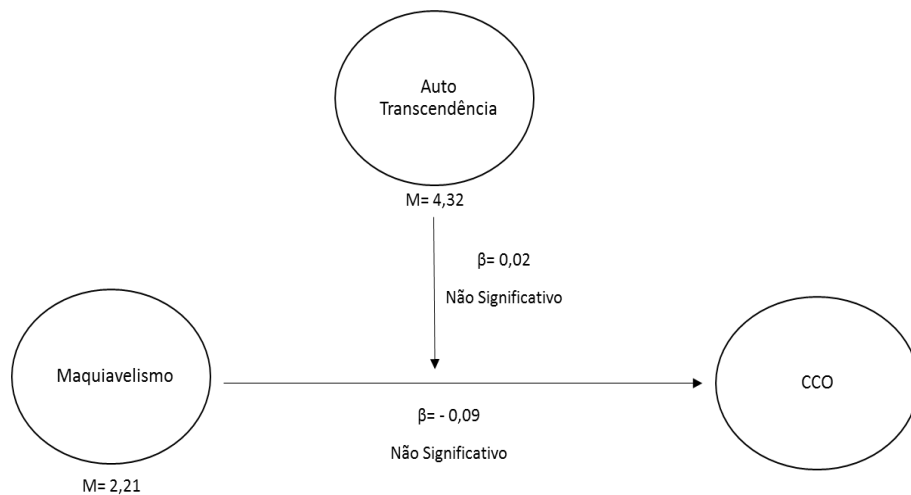 Auto
Transcendência
M= 4,32
β= 0,02
Não Significativo
Maquiavelismo
CCO
β= - 0,09
Não Significativo
M= 2,21